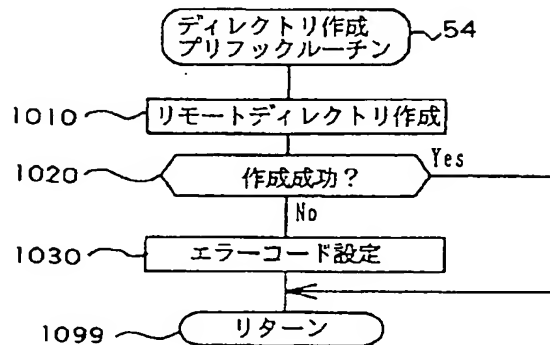 ディレクトリ作成
プリフックルーチン
54
1010
リモートディレクトリ作成
1020
作成成功?
Yes
No
1030
エラーコード設定
1099
リターン